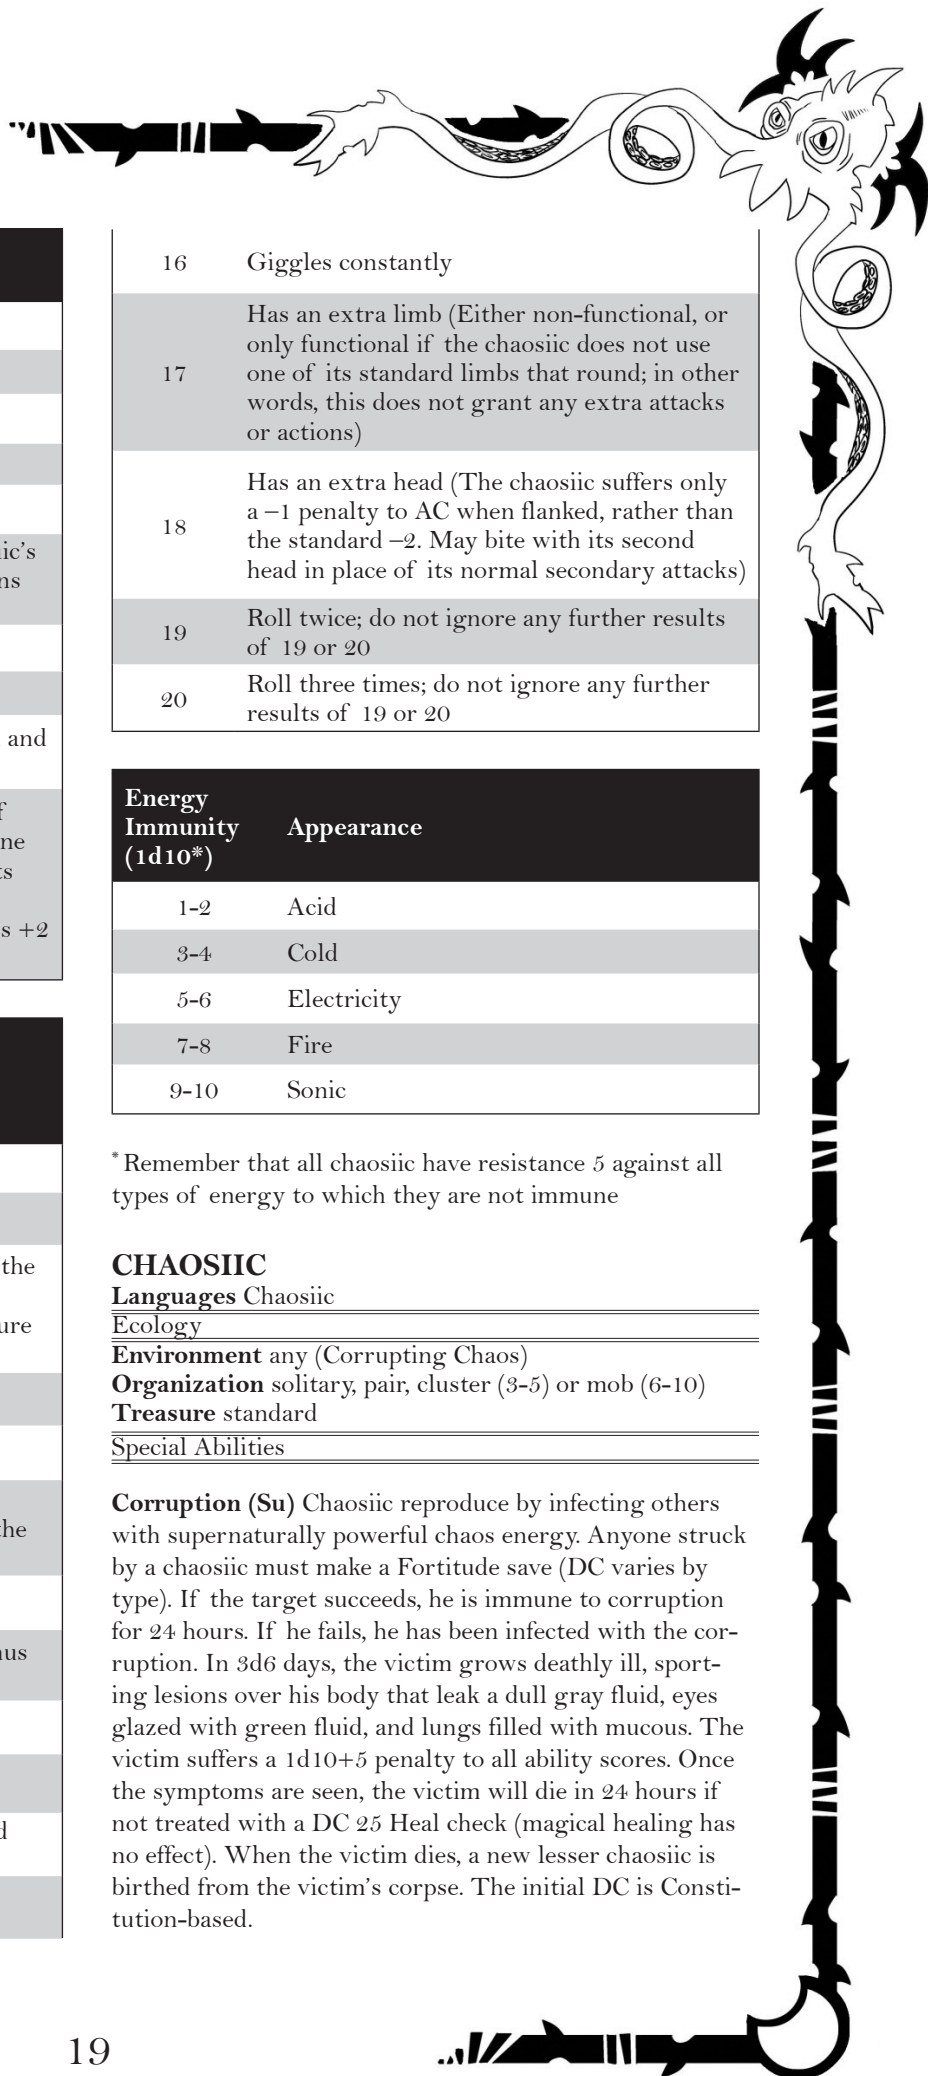 ic's
ns
and
f
ne
ts
s +2
the
ure
the
nus
d
16 Giggles constantly
17 Has an extra limb (Either non-functional, or
only functional if the chaosiic does not use
one of its standard limbs that round; in other
words, this does not grant any extra attacks
or actions)
18 Has an extra head (The chaosiic suffers only
a –1 penalty to AC when flanked, rather than
the standard –2. May bite with its second
head in place of its normal secondary attacks)
19 Roll twice; do not ignore any further results
of 19 or 20
20 Roll three times; do not ignore any further
results of 19 or 20
Energy
Immunity Appearance
(1d10*)
1-2 Acid
3-4 Cold
5-6 Electricity
7-8 Fire
9-10 Sonic
* Remember that all chaosiic have resistance 5 against all
types of energy to which they are not immune
CHAOSIIC
Languages Chaosiic
Ecology
Environment any (Corrupting Chaos)
Organization solitary, pair, cluster (3-5) or mob (6-10)
Treasure standard
Special Abilities
Corruption (Su) Chaosiic reproduce by infecting others
with supernaturally powerful chaos energy. Anyone struck
by a chaosiic must make a Fortitude save (DC varies by
type). If the target succeeds, he is immune to corruption
for 24 hours. If he fails, he has been infected with the cor-
ruption. In 3d6 days, the victim grows deathly ill, sport-
ing lesions over his body that leak a dull gray fluid, eyes
glazed with green fluid, and lungs filled with mucous. The
victim suffers a 1d10+5 penalty to all ability scores. Once
the symptoms are seen, the victim will die in 24 hours if
not treated with a DC 25 Heal check (magical healing has
no effect). When the victim dies, a new lesser chaosiic is
birthed from the victim's corpse. The initial DC is Consti-
tution-based.
19